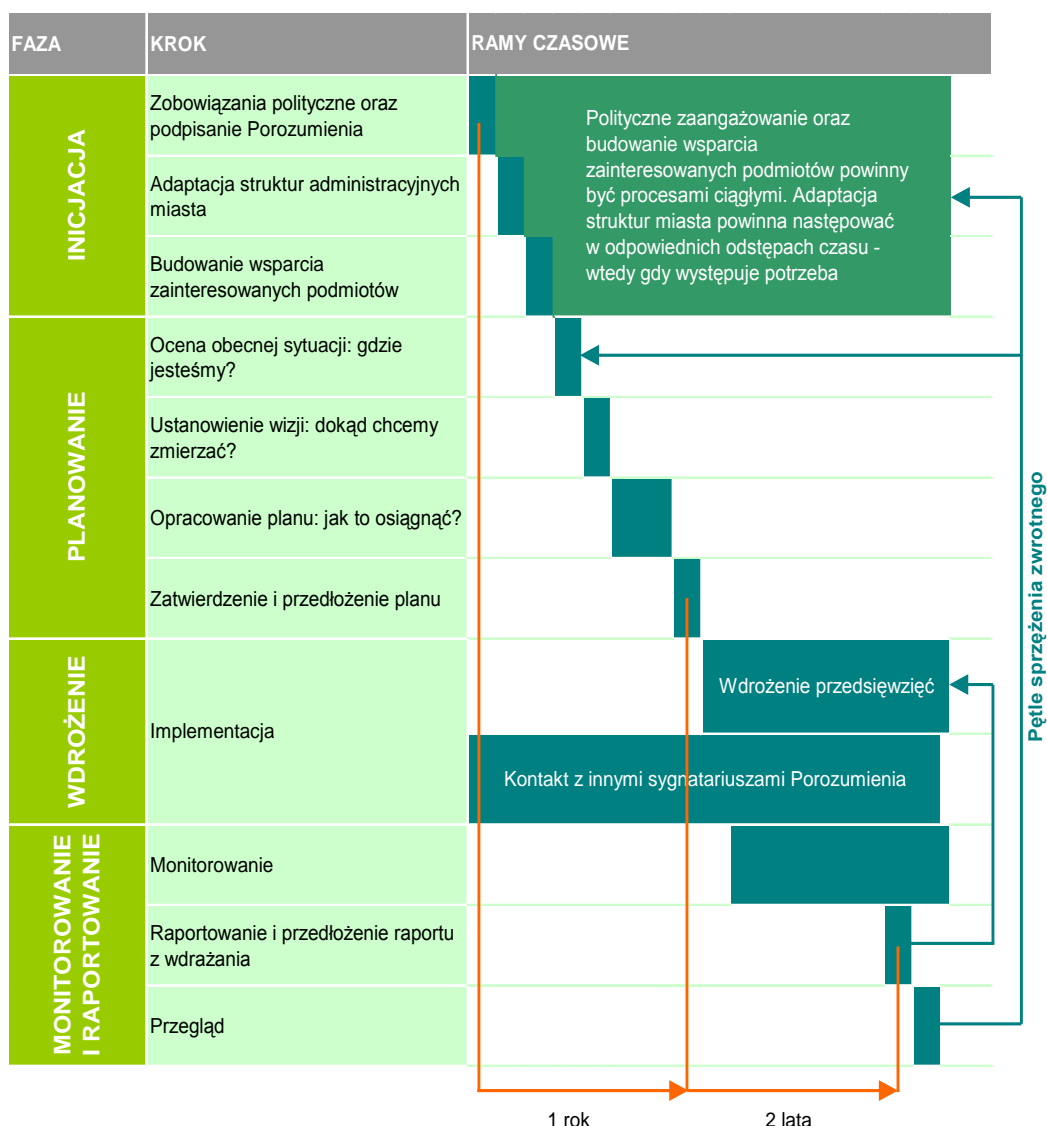 FAZA
KROK
RAMY CZASOWE
INICJACJA
Zobowiązania polityczne oraz
podpisanie Porozumienia
Adaptacja struktur administracyjnych
miasta
Budowanie wsparcia
zainteresowanych podmiotów
Polityczne zaangażowanie oraz
budowanie wsparcia
zainteresowanych podmiotów powinny
być procesami ciągłymi. Adaptacja
struktur miasta powinna następować
w odpowiednich odstępach czasu -
wtedy gdy występuje potrzeba
PLANOWANIE
Ocena obecnej sytuacji: gdzie
jesteśmy?
Ustanowienie wizji: dokąd chcemy
zmierzać?
Opracowanie planu: jak to osiągnąć?
Zatwierdzenie i przedłożenie planu
WDROŻENIE
Implementacja
Wdrożenie przedsięwzięć
Kontakt z innymi sygnatariuszami Porozumienia
MONITOROWANIE
I RAPORTOWANIE
Monitorowanie
Raportowanie i przedłożenie raportu
z wdrażania
Przegląd
Pętle sprzężenia zwrotnego
1 rok
2 lata